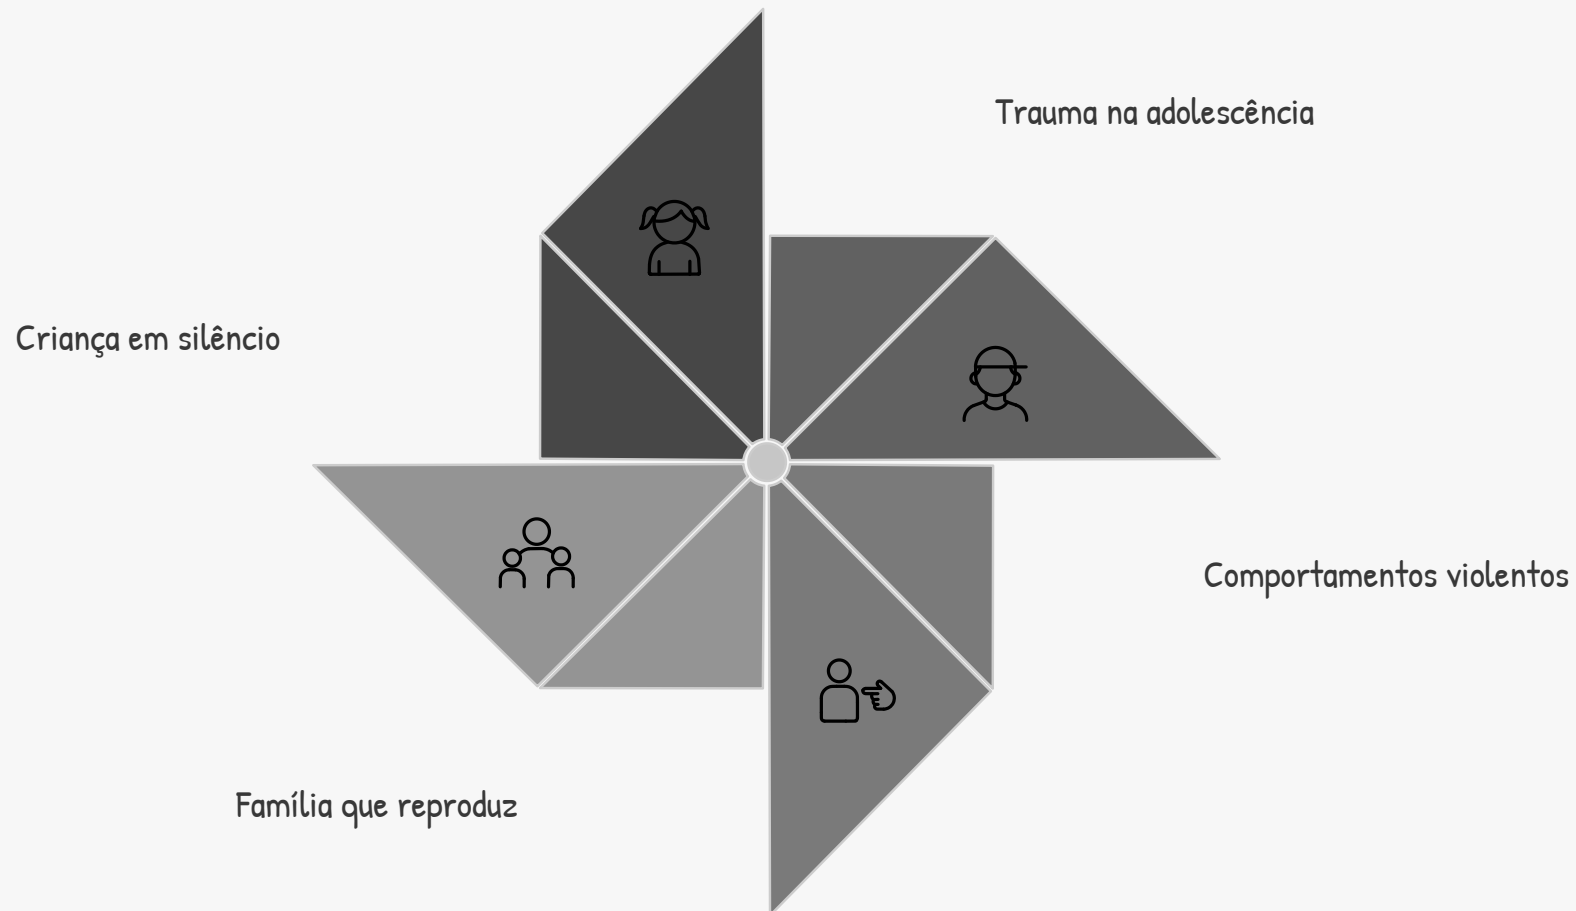 Trauma na adolescência
Criança em silêncio
Comportamentos violentos
Família que reproduz